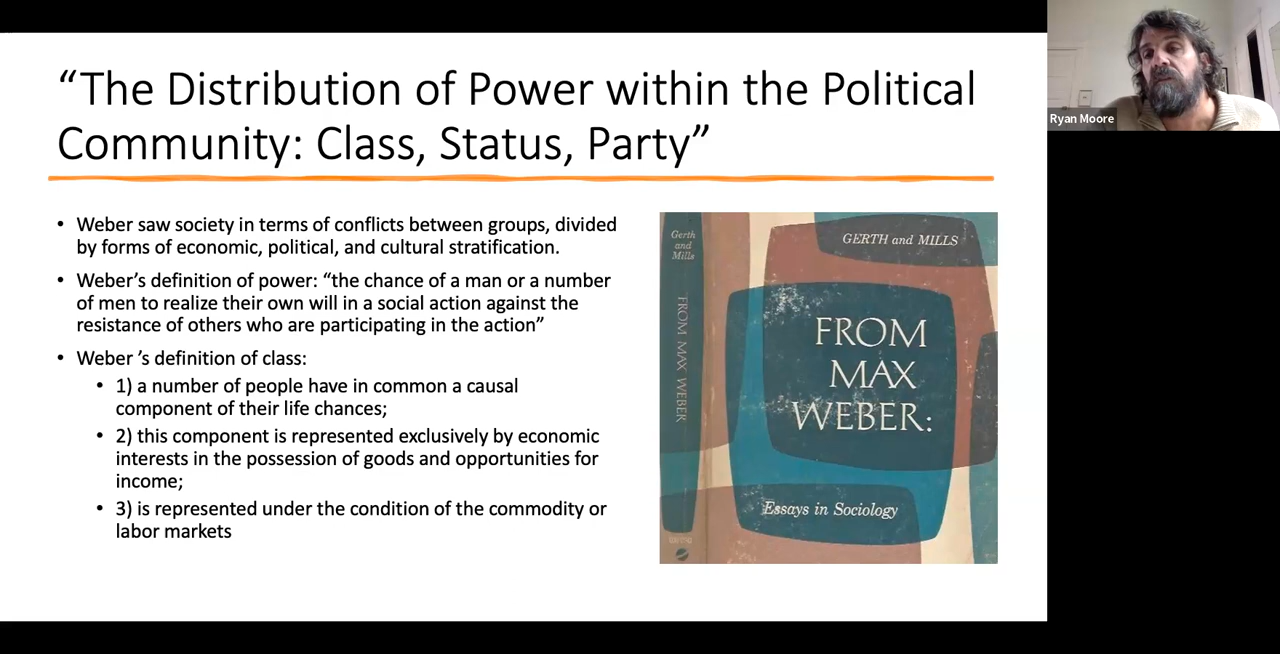 “The Distribution of Power within the Political
Community: Class, Status, Party”
Ryan Moore
• Weber saw society in terms of conflicts between groups, divided
by forms of economic, political, and cultural stratification.
• Weber’s definition of power: “the chance of a man or a number
of men to realize their own will in a social action against the
resistance of others who are participating in the action”
• Weber ’s definition of class:
• 1) a number of people have in common a causal
component of their life chances;
• 2) this component is represented exclusively by economic
interests in the possession of goods and opportunities for
income;
• 3) is represented under the condition of the commodity or
labor markets
Gerth
and
Mills
FROM MAX WEBER
GERTH and MILLS
FROM
MAX
WEBER:
Essays in Sociology